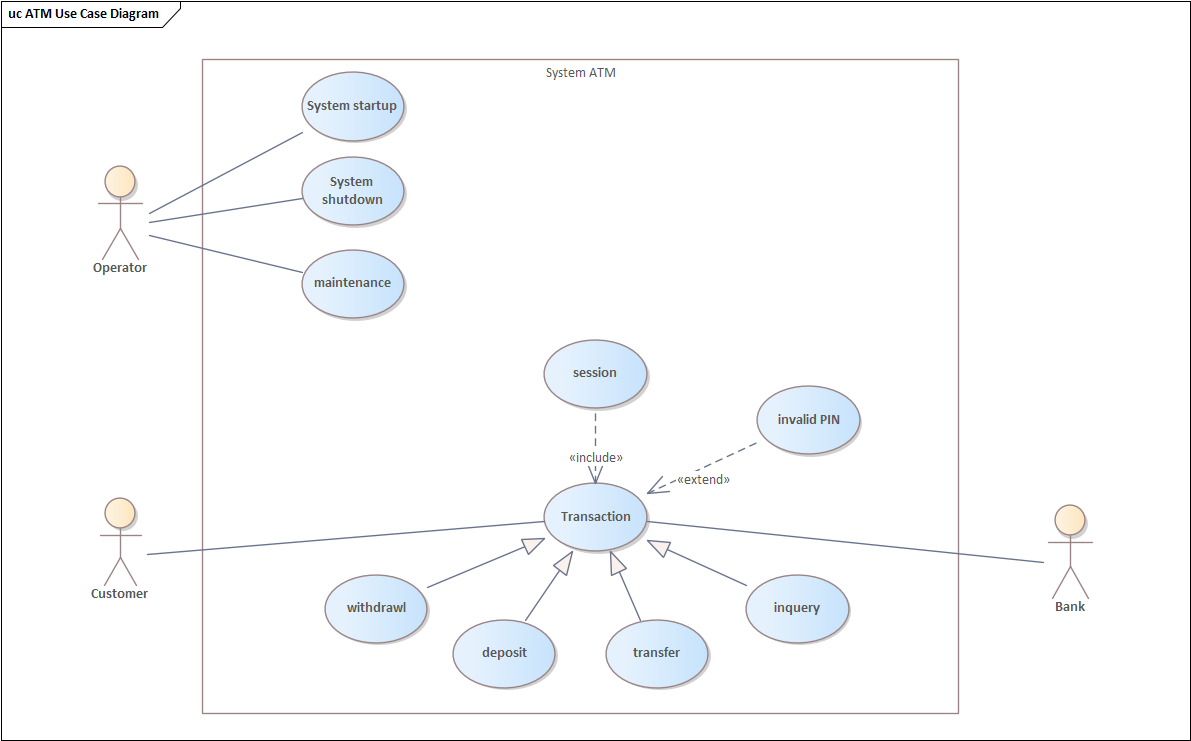 uc ATM Use Case Diagram
System ATM
System startup
System
shutdown
Operator
maintenance
session
invalid PIN
«include»
«extend»
Transaction
Customer
Bank
withdrawl
inquery
deposit
transfer